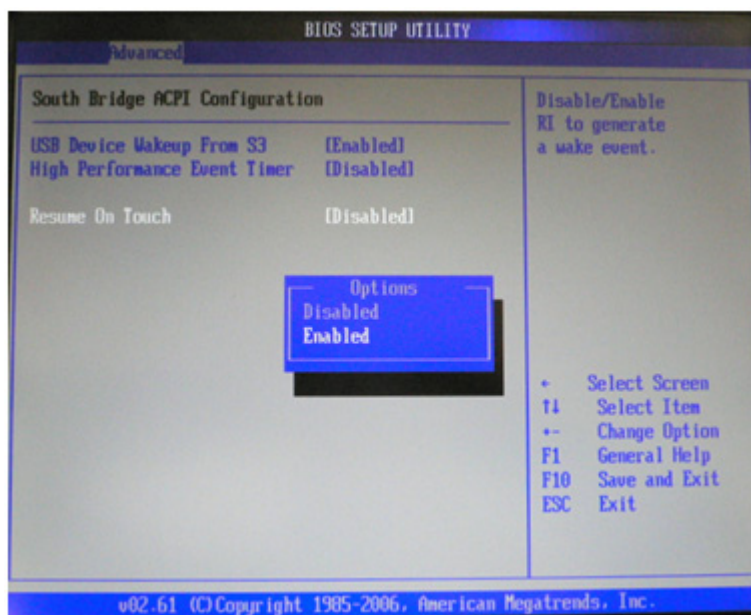 BIOS SETUP UTILITY
Advanced
South Bridge ACPI Configuration
USB Device Wakeup From S3 [Enabled]
High Performance Event Timer [Disabled]
Resume On Touch [Disabled]
Options
Disabled
Enabled
Disable/Enable
RI to generate
a wake event.
← Select Screen
↑↓ Select Item
+- Change Option
F1 General Help
F10 Save and Exit
ESC Exit
v02.61 (C)Copyright 1985-2006, American Megatrends, Inc.